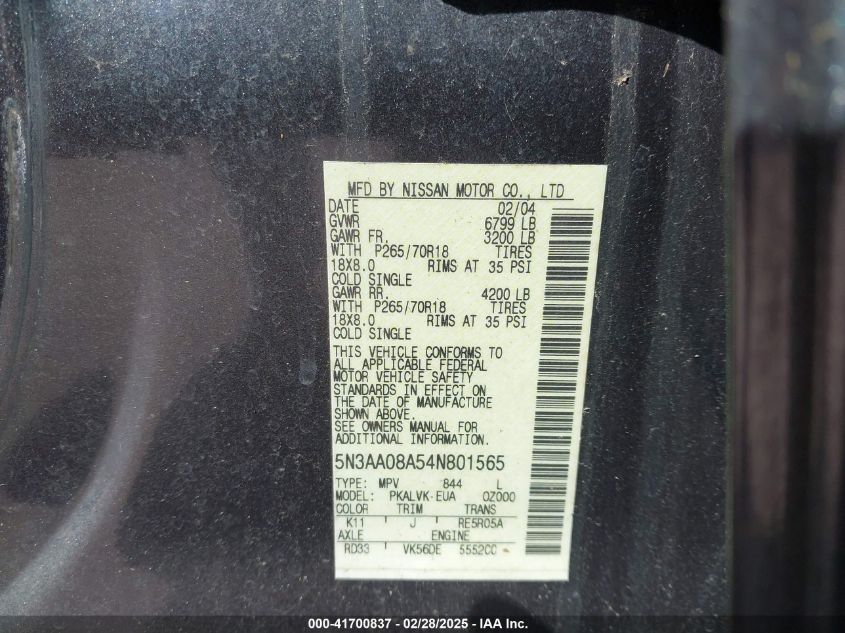 MFD BY NISSAN MOTOR CO., LTD
DATE 02/04
GVWR 6799 LB
GAWR FR. 3200 LB
WITH P265/70R18 TIRES
18X8.0 RIMS AT 35 PSI
COLD SINGLE
GAWR RR. 4200 LB
WITH P265/70R18 TIRES
18X8.0 RIMS AT 35 PSI
COLD SINGLE
THIS VEHICLE CONFORMS TO
ALL APPLICABLE FEDERAL
MOTOR VEHICLE SAFETY
STANDARDS IN EFFECT ON
THE DATE OF MANUFACTURE
SHOWN ABOVE.
SEE OWNERS MANUAL FOR
ADDITIONAL INFORMATION.
5N3AA08A54N801565
TYPE: MPV 844 L
MODEL: PKALVK-EUA 0Z000
COLOR TRIM TRANS
K11 J RE5R05A
AXLE ENGINE
RD33 VK56DE 5552CC
000-41700837 - 02/28/2025 - IAA Inc.